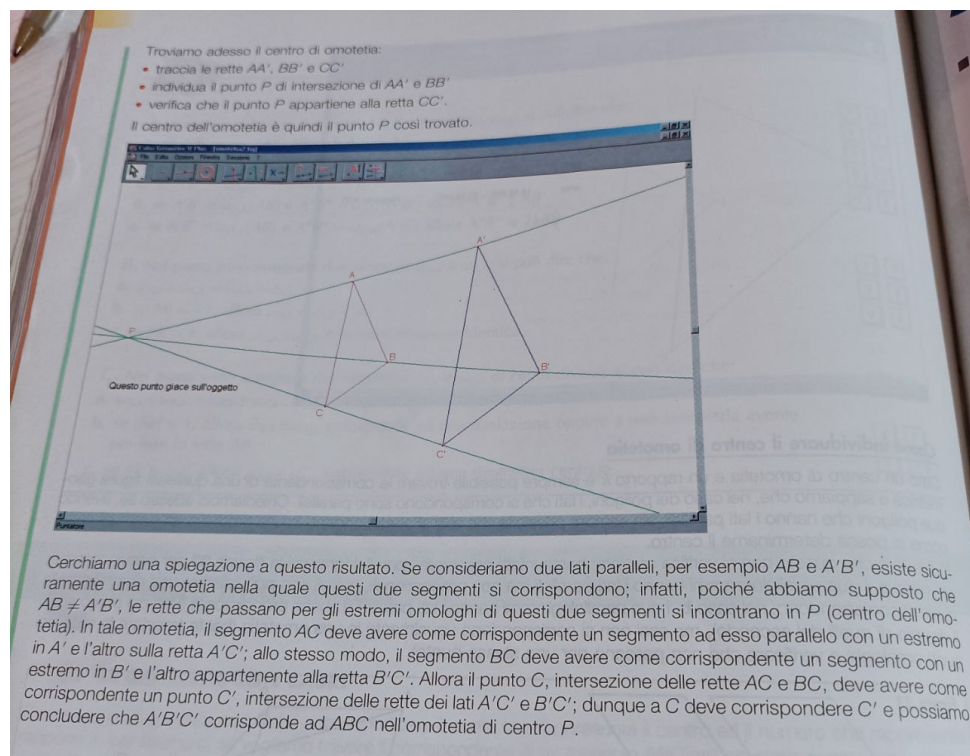 Troviamo adesso il centro di omotetia:
• traccia le rette AA', BB' e CC'
• individua il punto P di intersezione di AA' e BB'
• verifica che il punto P appartiene alla retta CC'.
Il centro dell'omotetia è quindi il punto P così trovato.
A'
A
P
B
B'
Questo punto giace sull'oggetto
C
C'
Puntatore
Cerchiamo una spiegazione a questo risultato. Se consideriamo due lati paralleli, per esempio AB e A'B', esiste sicu-
ramente una omotetia nella quale questi due segmenti si corrispondono; infatti, poiché abbiamo supposto che
AB ≠ A'B', le rette che passano per gli estremi omologhi di questi due segmenti si incontrano in P (centro dell'omo-
tetia). In tale omotetia, il segmento AC deve avere come corrispondente un segmento ad esso parallelo con un estremo
in A' e l'altro sulla retta A'C'; allo stesso modo, il segmento BC deve avere come corrispondente un segmento con un
estremo in B' e l'altro appartenente alla retta B'C'. Allora il punto C, intersezione delle rette AC e BC, deve avere come
corrispondente un punto C', intersezione delle rette dei lati A'C' e B'C'; dunque a C deve corrispondere C' e possiamo
concludere che A'B'C' corrisponde ad ABC nell'omotetia di centro P.